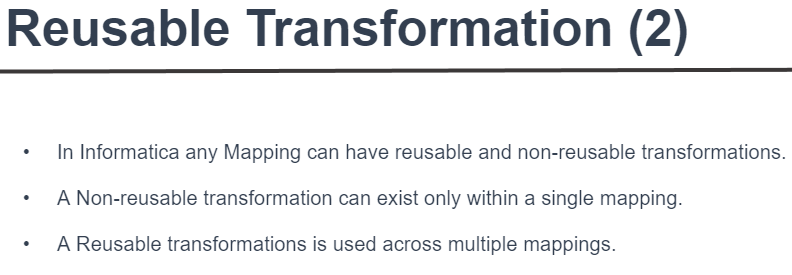 Reusable Transformation (2)
• In Informatica any Mapping can have reusable and non-reusable transformations.
• A Non-reusable transformation can exist only within a single mapping.
• A Reusable transformations is used across multiple mappings.